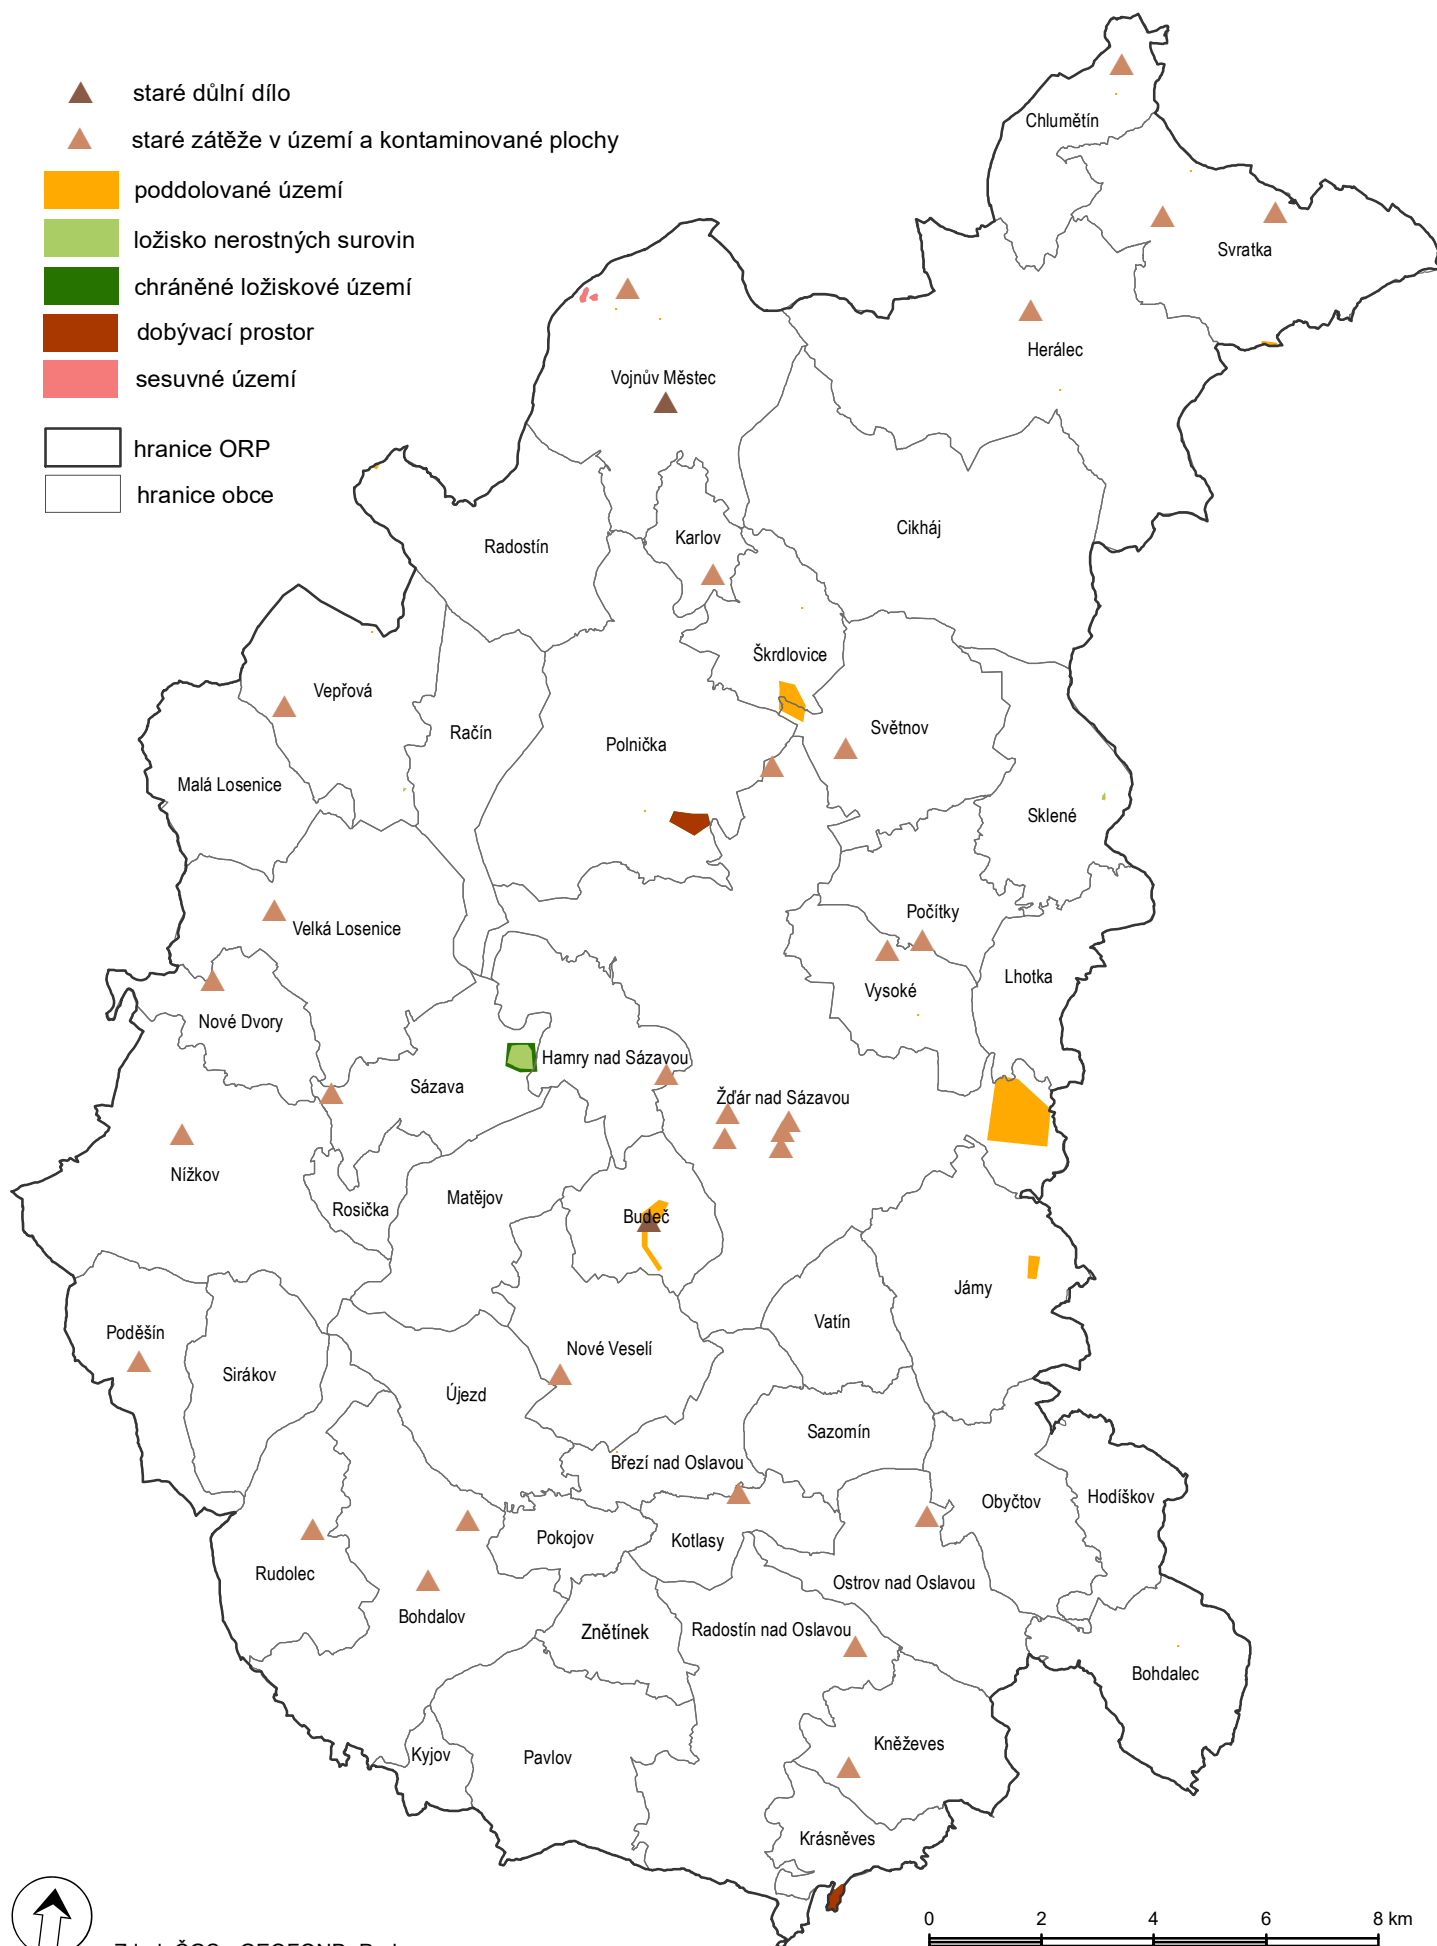 staré důlní dílo
staré zátěže v území a kontaminované plochy
poddolované území
ložisko nerostných surovin
chráněné ložiskové území
dobývací prostor
sesuvné území
hranice ORP
hranice obce
Chlumětín
Svratka
Herálec
Vojnův Městec
Cikháj
Karlov
Radostín
Škrdlovice
Vepřová
Světnov
Račín
Polnička
Malá Losenice
Sklené
Počítky
Velká Losenice
Lhotka
Vysoké
Nové Dvory
Hamry nad Sázavou
Sázava
Žďár nad Sázavou
Nížkov
Matějov
Rosička
Budeč
Jámy
Vatín
Poděšín
Nové Veselí
Sirákov
Újezd
Sazomín
Březí nad Oslavou
Hodíškov
Obyčtov
Pokojov
Kotlasy
Rudolec
Ostrov nad Oslavou
Bohdalov
Znětínek
Radostín nad Oslavou
Bohdalec
Kněževes
Kyjov
Pavlov
Krásněves
0 2 4 6 8 km